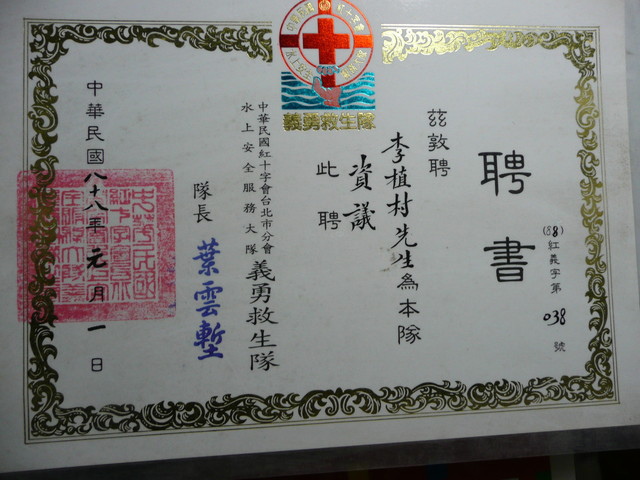 義勇救生隊
聘書
(88)紅義字第038號
茲敦聘
李植村先生為本隊
資議
此聘
中華民國紅十字會台北市分會
水上安全服務大隊
義勇救生隊
隊長 葉雲塹
中華民國八十八年元月一日